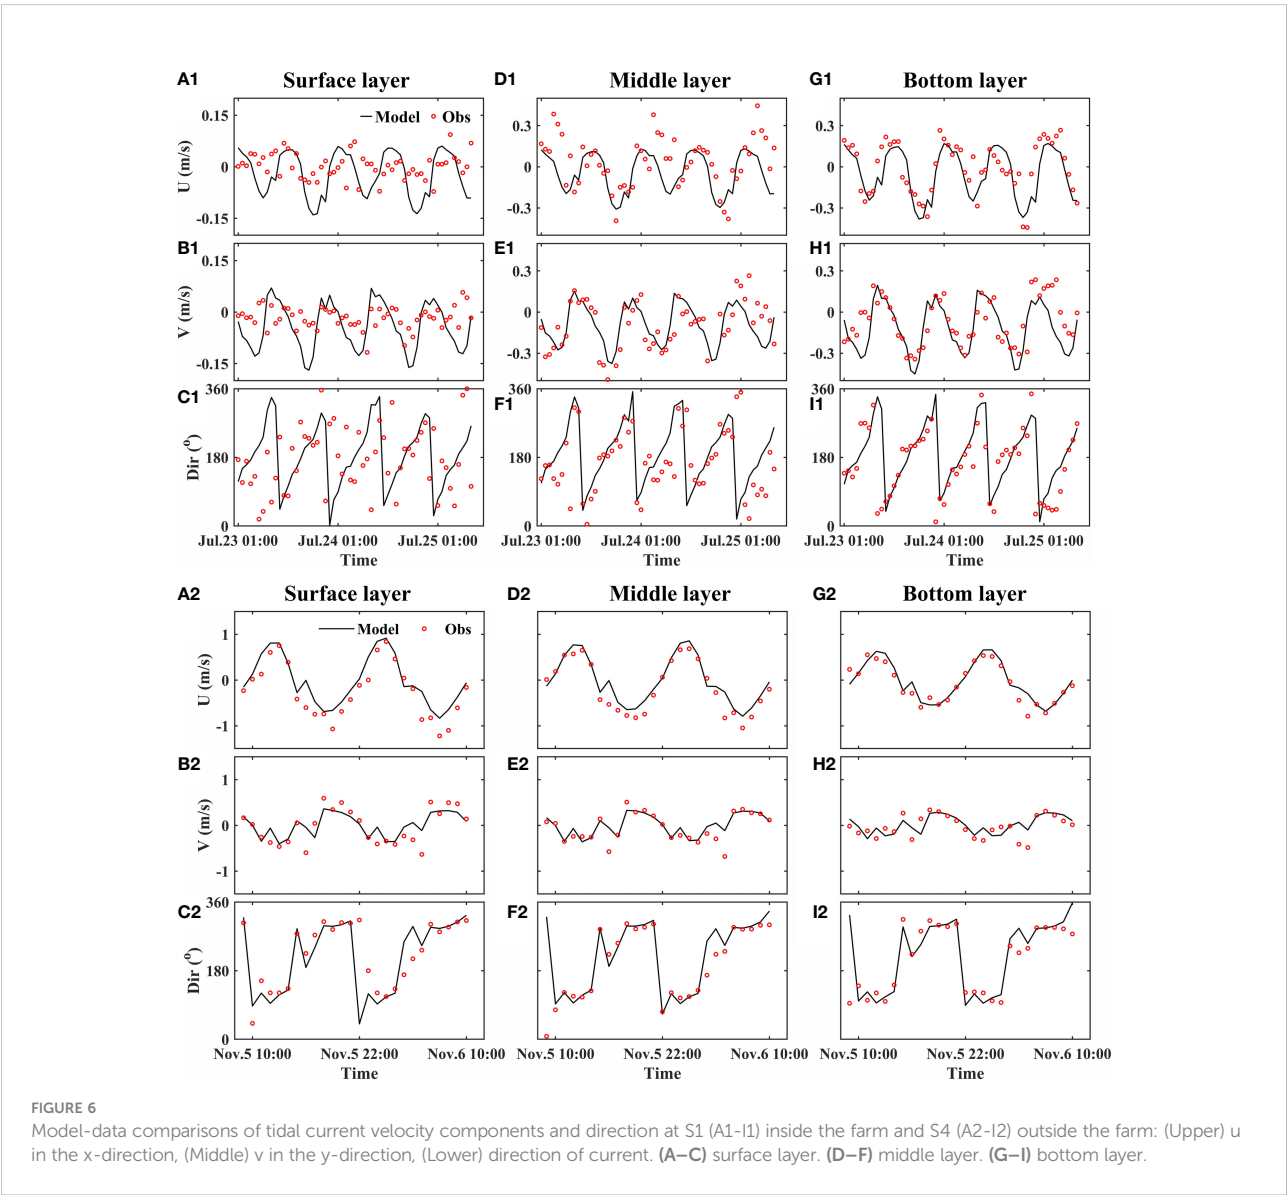 A1 Surface layer D1 Middle layer G1 Bottom layer
Model Obs
U (m/s) 0.15 0 -0.15
0.3 0 -0.3
0.3 0 -0.3
B1 E1 H1
V (m/s) 0.15 0 -0.15
0.3 0 -0.3
0.3 0 -0.3
C1 F1 I1
Dir (o) 360 180 0
360 180 0
360 180 0
Jul.23 01:00 Jul.24 01:00 Jul.25 01:00 Jul.23 01:00 Jul.24 01:00 Jul.25 01:00 Jul.23 01:00 Jul.24 01:00 Jul.25 01:00
Time Time Time
A2 Surface layer D2 Middle layer G2 Bottom layer
Model Obs
U (m/s) 1 0 -1
B2 E2 H2
V (m/s) 1 0 -1
C2 F2 I2
Dir (o) 360 180 0
Nov.5 10:00 Nov.5 22:00 Nov.6 10:00 Nov.5 10:00 Nov.5 22:00 Nov.6 10:00 Nov.5 10:00 Nov.5 22:00 Nov.6 10:00
Time Time Time
FIGURE 6
Model-data comparisons of tidal current velocity components and direction at S1 (A1-I1) inside the farm and S4 (A2-I2) outside the farm: (Upper) u
in the x-direction, (Middle) v in the y-direction, (Lower) direction of current. (A–C) surface layer. (D–F) middle layer. (G–I) bottom layer.